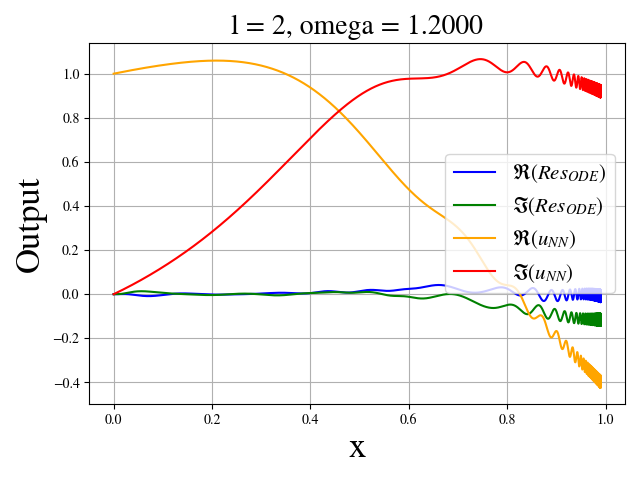 l = 2, omega = 1.2000
Output
1.0
0.8
0.6
0.4
0.2
0.0
−0.2
−0.4
ℜ(Res_ODE)
ℑ(Res_ODE)
ℜ(u_NN)
ℑ(u_NN)
0.0 0.2 0.4 0.6 0.8 1.0
x